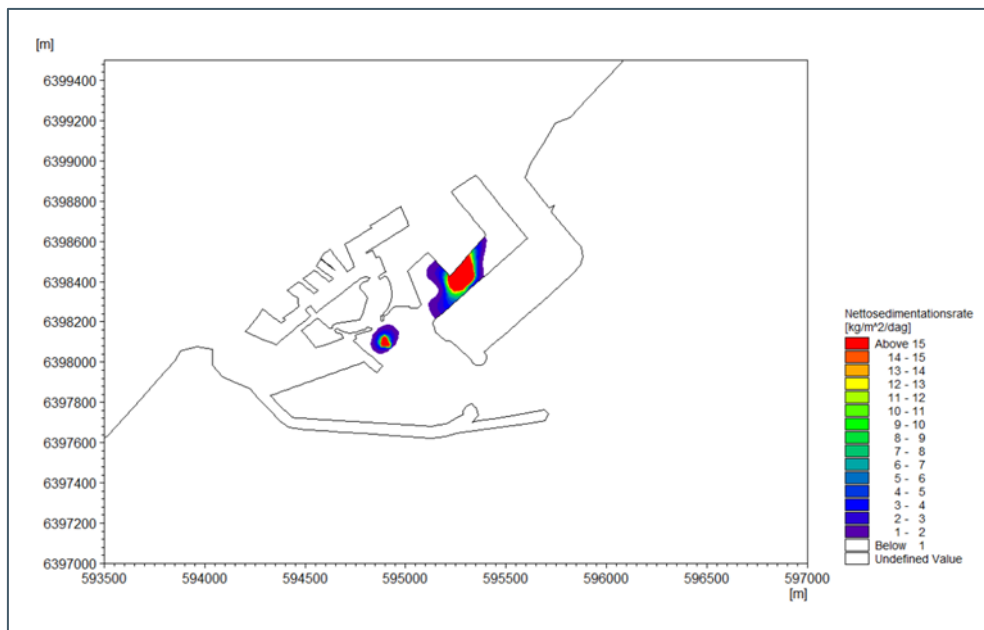 [m]
6399400
6399200
6399000
6398800
6398600
6398400
6398200
6398000
6397800
6397600
6397400
6397200
6397000
593500 594000 594500 595000 595500 596000 596500 597000
[m]
Nettosedimentationsrate
[kg/m^2/dag]
Above 15
14 - 15
13 - 14
12 - 13
11 - 12
10 - 11
9 - 10
8 - 9
7 - 8
6 - 7
5 - 6
4 - 5
3 - 4
2 - 3
1 - 2
Below 1
Undefined Value